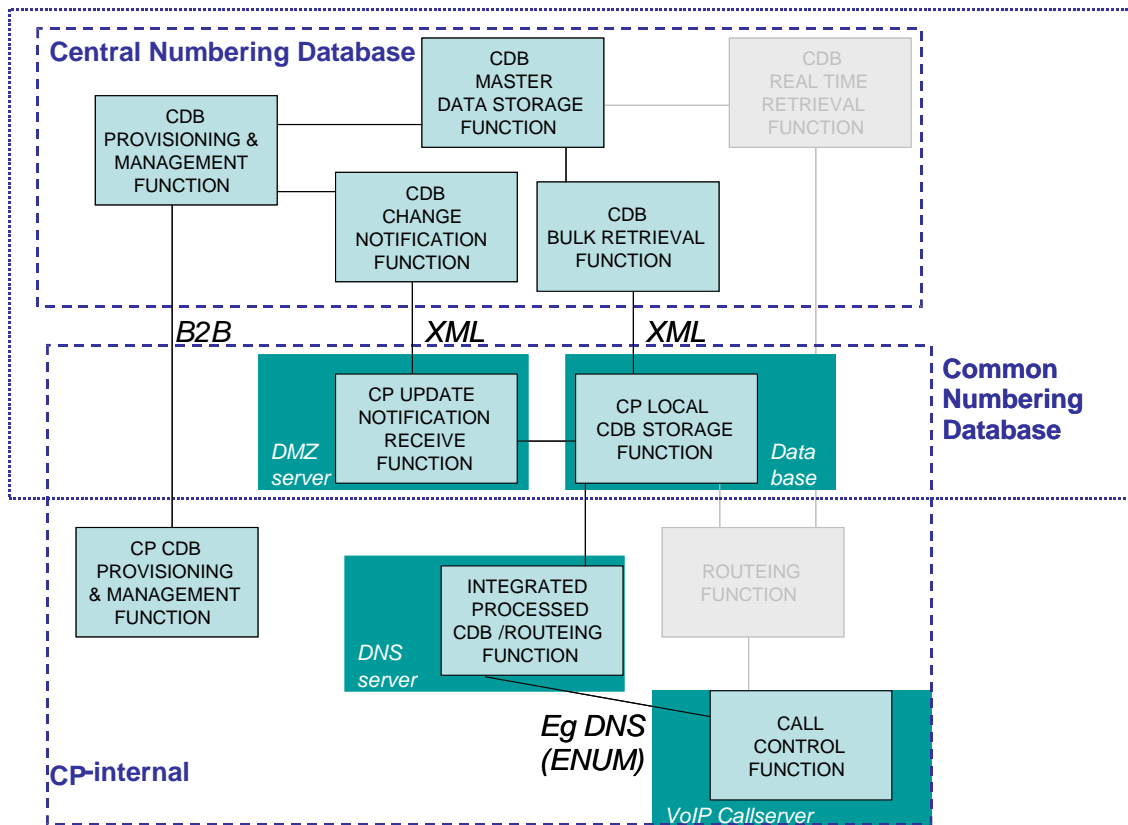 Central Numbering Database
CDB
MASTER
DATA STORAGE
FUNCTION
CDB
REAL TIME
RETRIEVAL
FUNCTION
CDB
PROVISIONING &
MANAGEMENT
FUNCTION
CDB
CHANGE
NOTIFICATION
FUNCTION
CDB
BULK RETRIEVAL
FUNCTION
B2B
XML
XML
Common
Numbering
Database
CP UPDATE
NOTIFICATION
RECEIVE
FUNCTION
DMZ
server
CP LOCAL
CDB STORAGE
FUNCTION
Data
base
CP CDB
PROVISIONING
& MANAGEMENT
FUNCTION
INTEGRATED
PROCESSED
CDB /ROUTEING
FUNCTION
DNS
server
ROUTEING
FUNCTION
Eg DNS
(ENUM)
CALL
CONTROL
FUNCTION
VoIP Callserver
CP-internal